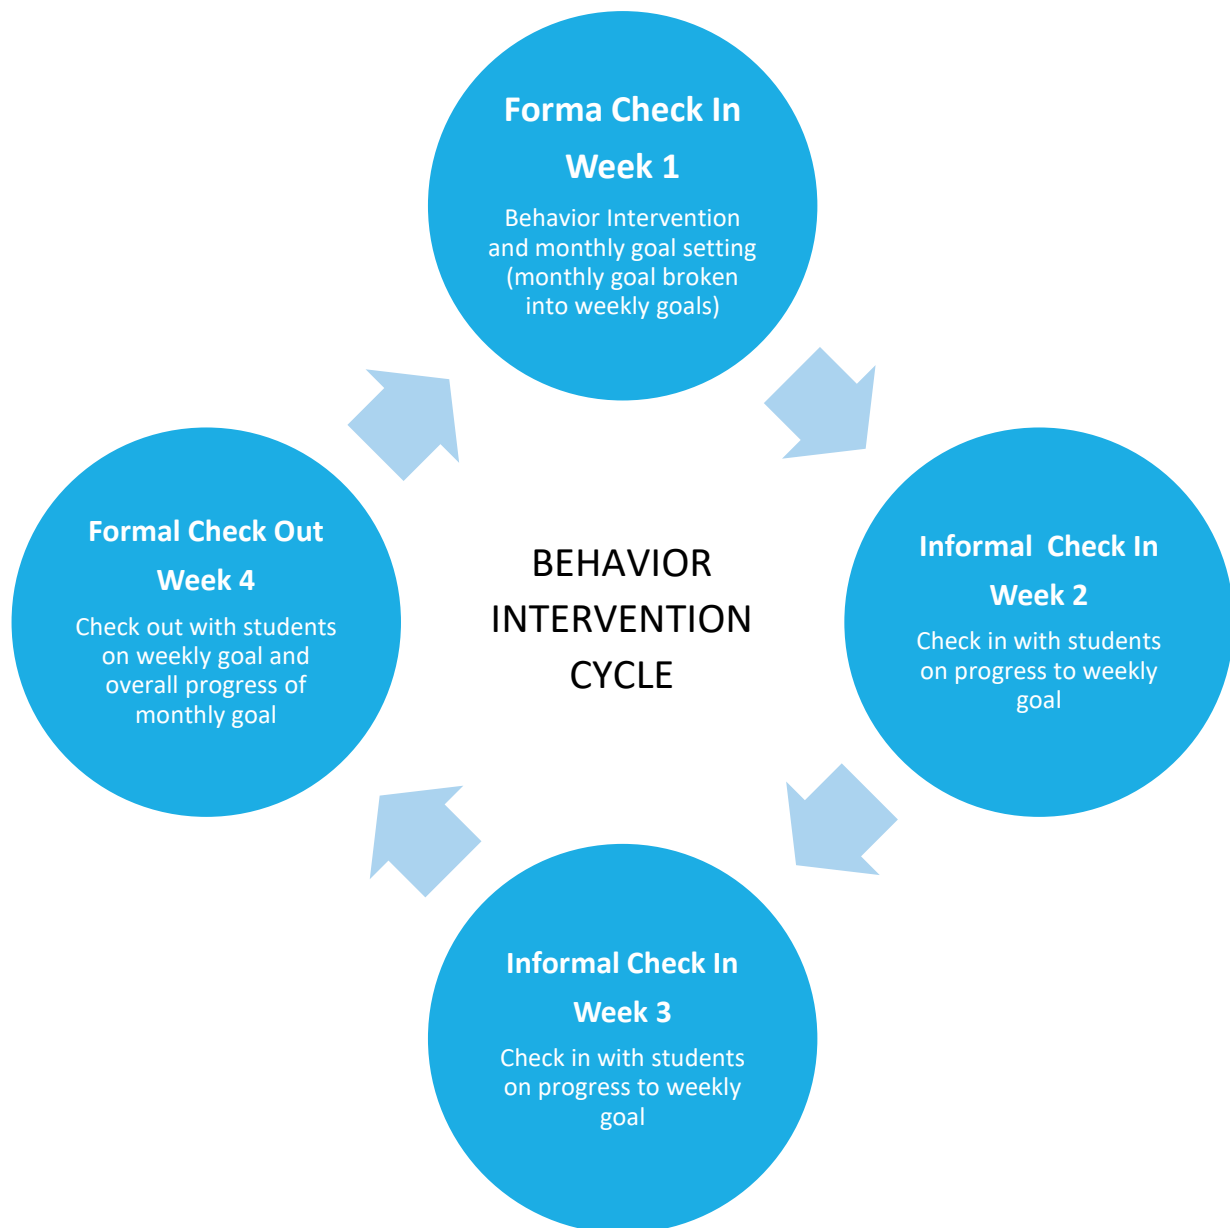 Forma Check In
Week 1
Behavior Intervention
and monthly goal setting
(monthly goal broken
into weekly goals)
Formal Check Out
Week 4
Check out with students
on weekly goal and
overall progress of
monthly goal
BEHAVIOR
INTERVENTION
CYCLE
Informal  Check In
Week 2
Check in with students
on progress to weekly
goal
Informal Check In
Week 3
Check in with students
on progress to weekly
goal